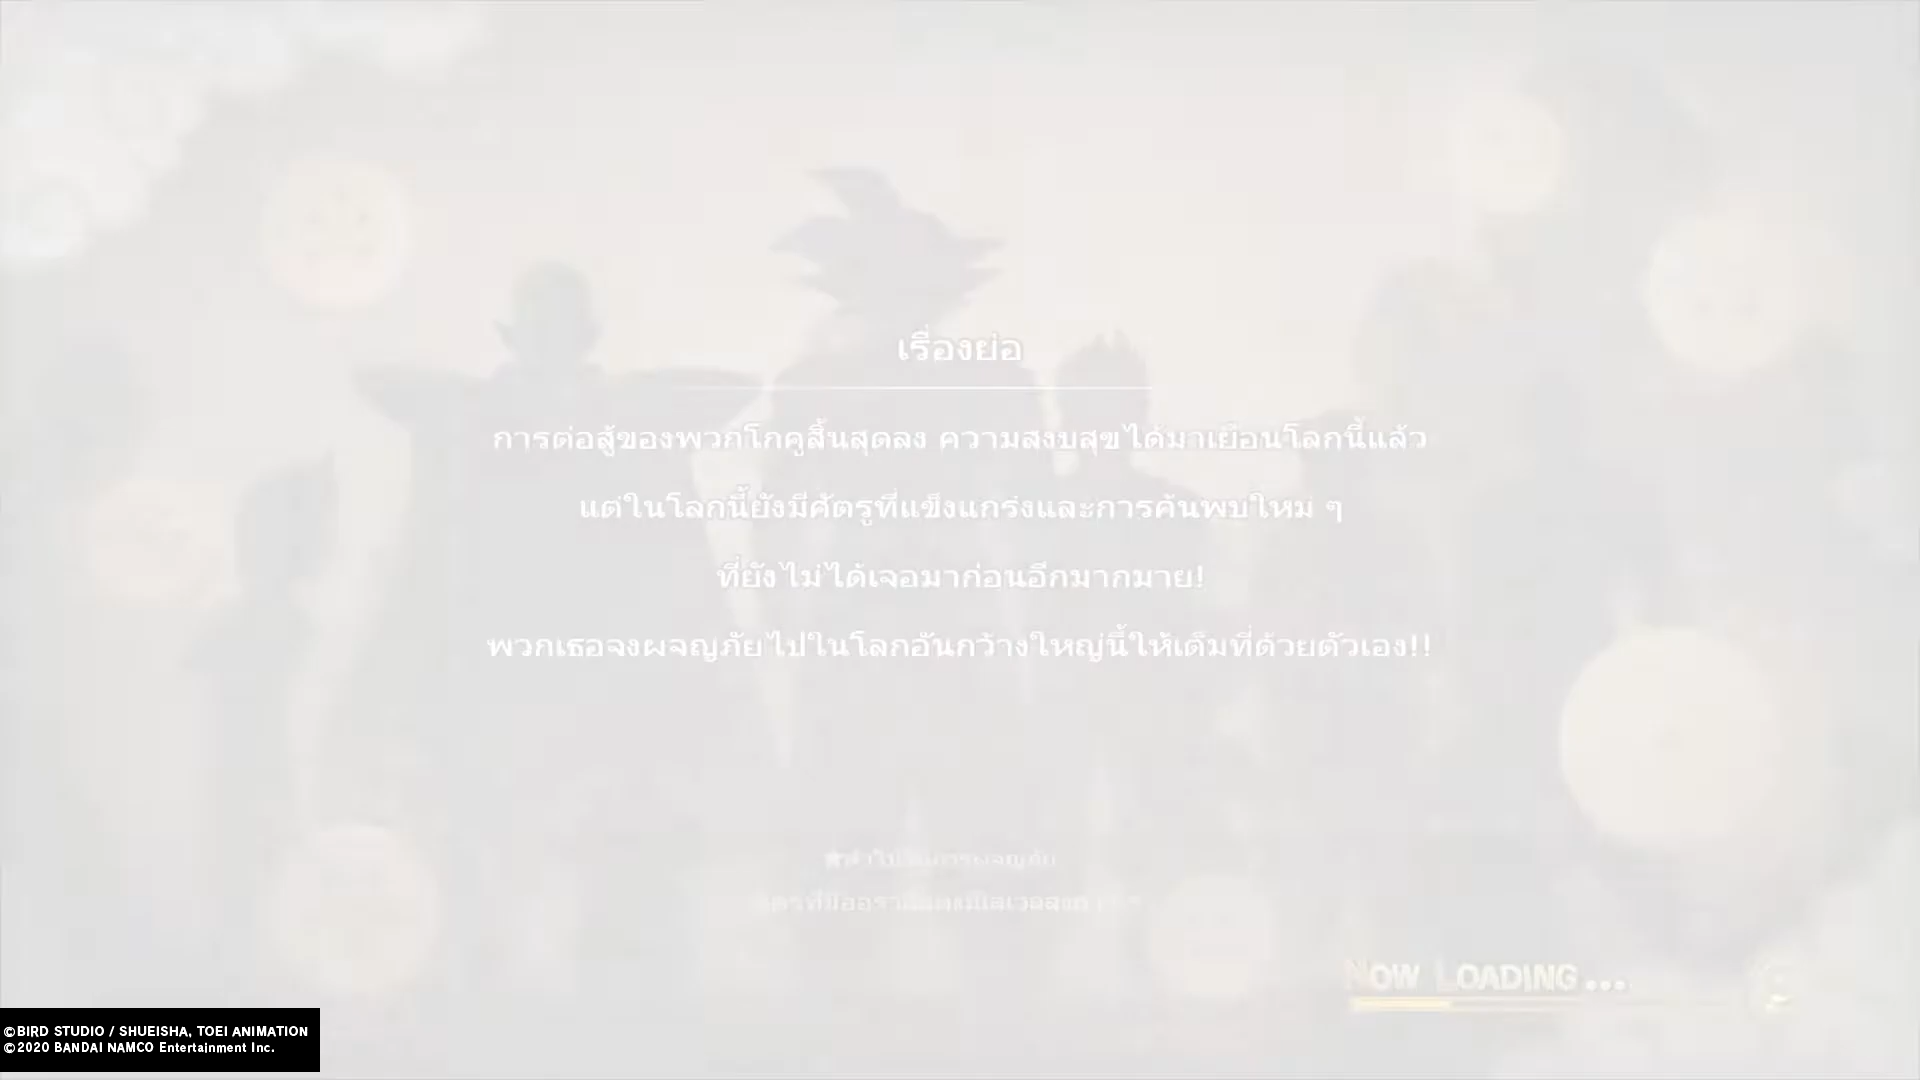 เรื่องย่อ
การต่อสู้ของพวกโกคูสิ้นสุดลง ความสงบสุขได้มาเยือนโลกนี้แล้ว
แต่ในโลกนี้ยังมีศัตรูที่แข็งแกร่งและการค้นพบใหม่ ๆ
ที่ยังไม่ได้เจอมาก่อนอีกมากมาย!
พวกเธอจงผจญภัยไปในโลกอันกว้างใหญ่นี้ให้เต็มที่ด้วยตัวเอง!!
NOW LOADING...
©BIRD STUDIO / SHUEISHA, TOEI ANIMATION
©2020 BANDAI NAMCO Entertainment Inc.